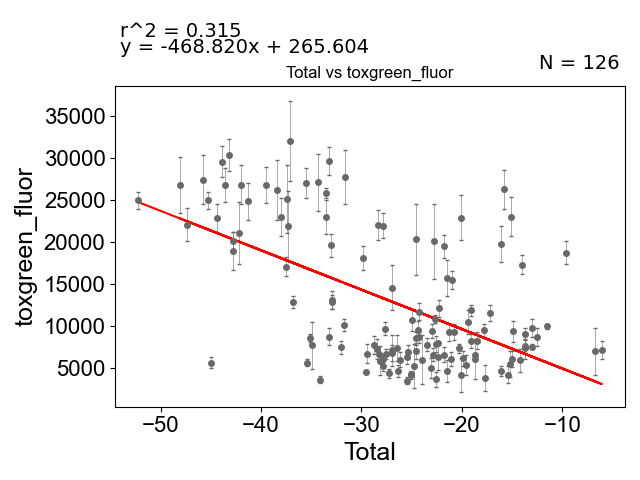 r^2 = 0.315
y = -468.820x + 265.604
N = 126
Total vs toxgreen_fluor
35000
30000
25000
20000
15000
10000
5000
toxgreen_fluor
−50
−40
−30
−20
−10
Total